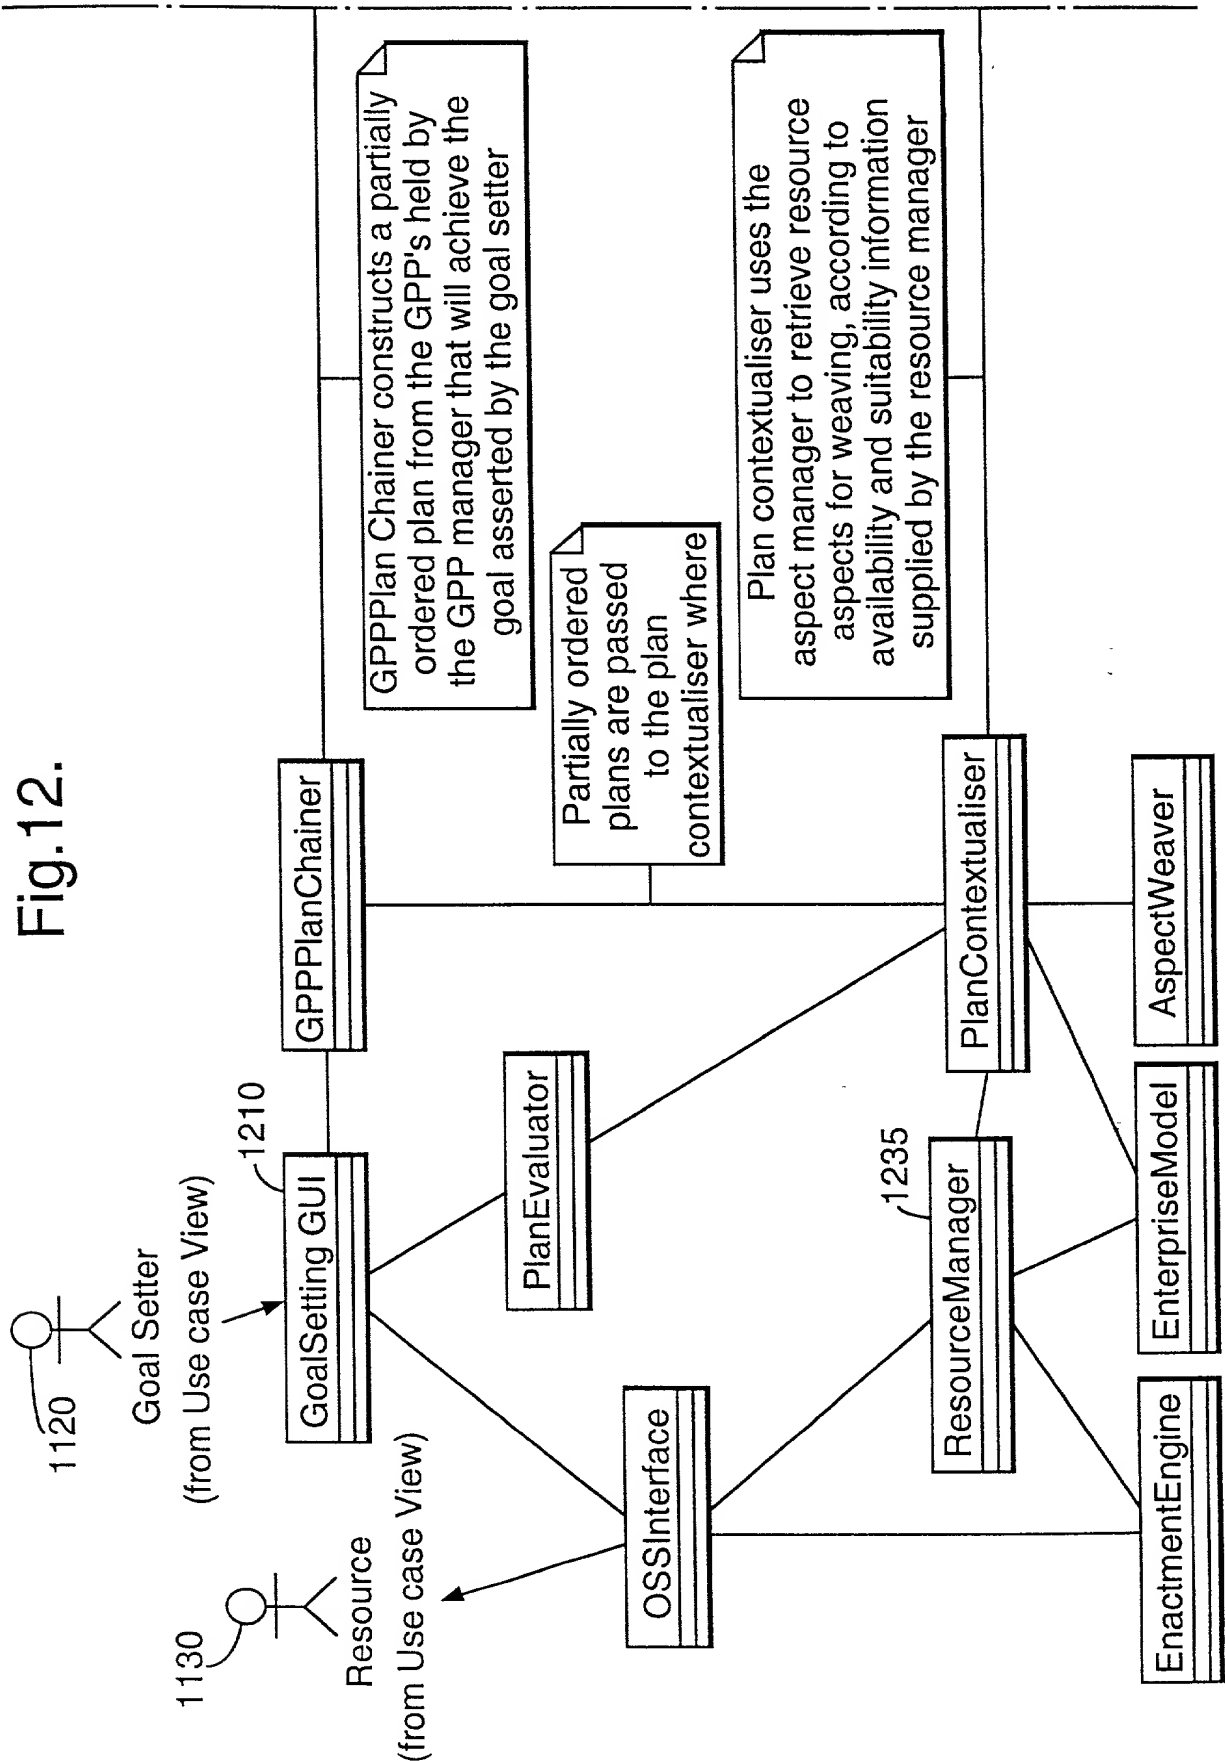 Fig.12.
1120
Goal Setter
(from Use case View)
1130
Resource
(from Use case View)
1210
GoalSetting GUI
GPPPlanChainer
GPPPlan Chainer constructs a partially
ordered plan from the GPP's held by
the GPP manager that will achieve the
goal asserted by the goal setter
PlanEvaluator
Partially ordered
plans are passed
to the plan
contextualiser where
OSSInterface
Plan contextualiser uses the
aspect manager to retrieve resource
aspects for weaving, according to
availability and suitability information
supplied by the resource manager
1235
ResourceManager
PlanContextualiser
EnactmentEngine
EnterpriseModel
AspectWeaver